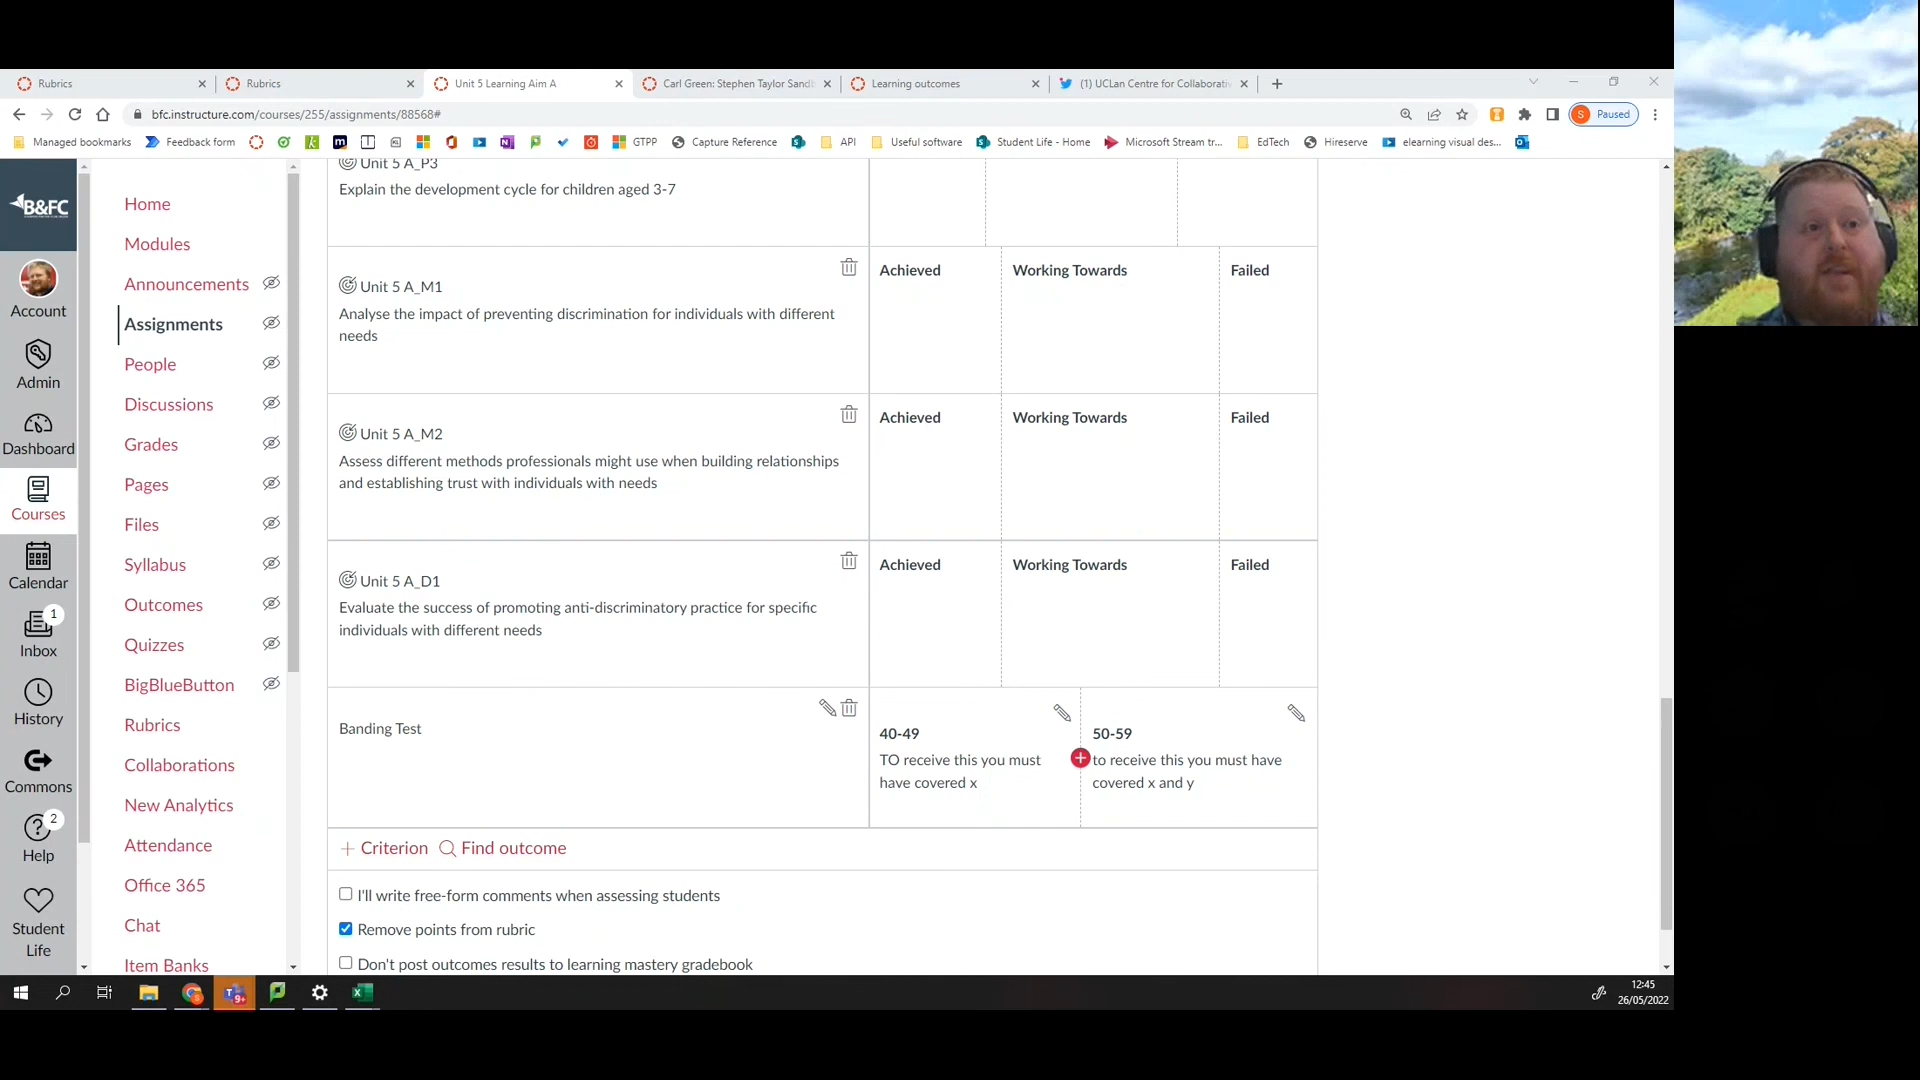 Rubrics
Rubrics
Unit 5 Learning Aim A
Carl Green: Stephen Taylor Sandb
Learning outcomes
(1) UCLan Centre for Collaborativ
bfc.instructure.com/courses/255/assignments/88568#
S Paused
Managed bookmarks
Feedback form
GTPP
Capture Reference
API
Useful software
Student Life - Home
Microsoft Stream tr...
EdTech
Hireserve
elearning visual des...
B&FC
Account
Admin
Dashboard
Courses
Calendar
1
Inbox
History
Commons
2
Help
Student
Life
Home
Modules
Announcements
Assignments
People
Discussions
Grades
Pages
Files
Syllabus
Outcomes
Quizzes
BigBlueButton
Rubrics
Collaborations
New Analytics
Attendance
Office 365
Chat
Item Banks
Unit 5 A_P3
Explain the development cycle for children aged 3-7
Unit 5 A_M1
Analyse the impact of preventing discrimination for individuals with different
needs
Achieved
Working Towards
Failed
Unit 5 A_M2
Assess different methods professionals might use when building relationships
and establishing trust with individuals with needs
Achieved
Working Towards
Failed
Unit 5 A_D1
Evaluate the success of promoting anti-discriminatory practice for specific
individuals with different needs
Achieved
Working Towards
Failed
Banding Test
40-49
TO receive this you must
have covered x
50-59
to receive this you must have
covered x and y
Criterion
Find outcome
I'll write free-form comments when assessing students
Remove points from rubric
Don't post outcomes results to learning mastery gradebook
12:45
26/05/2022